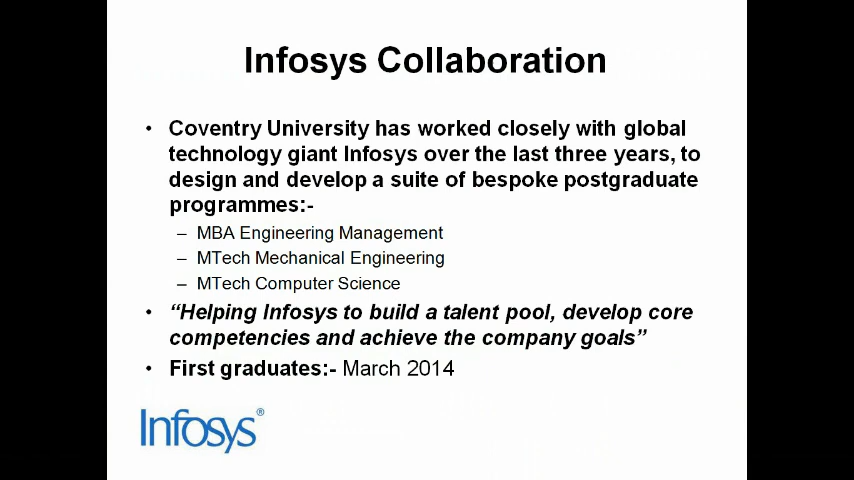 Infosys Collaboration
• Coventry University has worked closely with global
technology giant Infosys over the last three years, to
design and develop a suite of bespoke postgraduate
programmes:-
– MBA Engineering Management
– MTech Mechanical Engineering
– MTech Computer Science
• “Helping Infosys to build a talent pool, develop core
competencies and achieve the company goals”
• First graduates:- March 2014
Infosys®